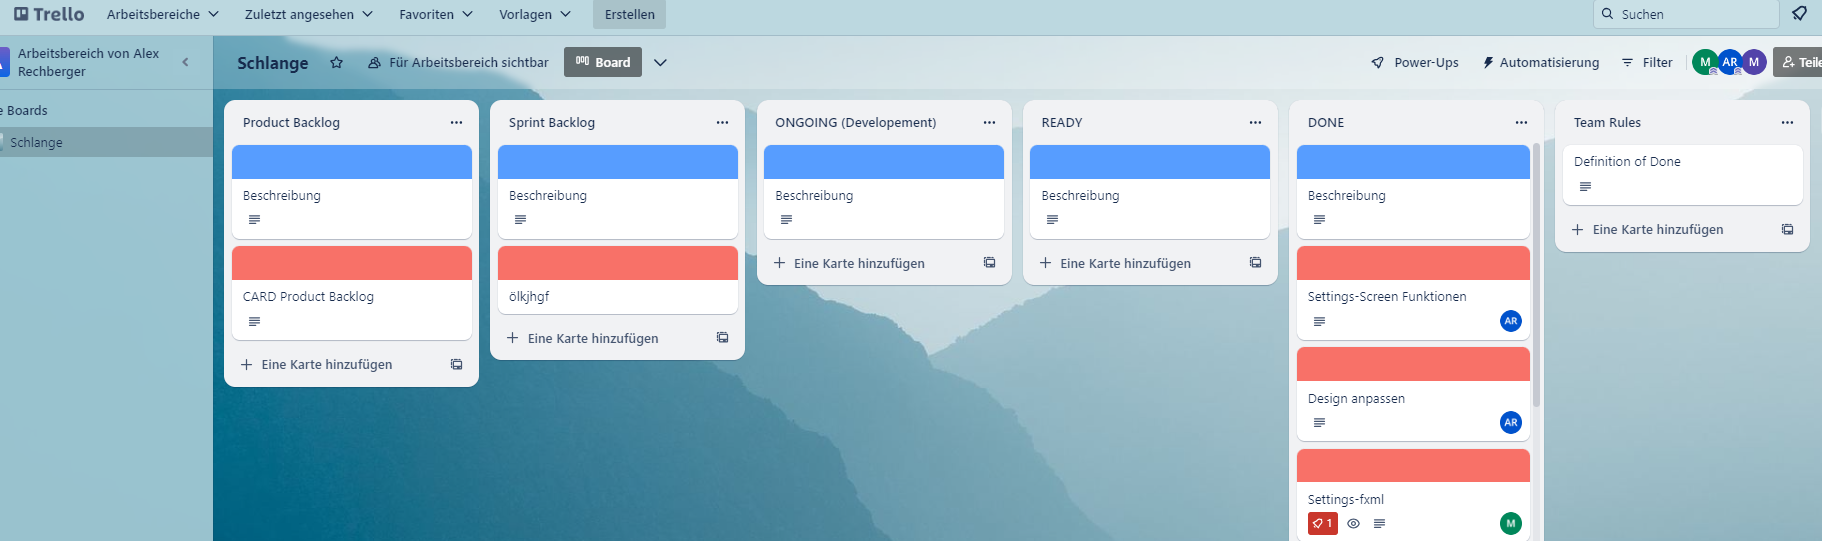 Trello
Arbeitsbereiche
Zuletzt angesehen
Favoriten
Vorlagen
Erstellen
Suchen
Arbeitsbereich von Alex
Rechberger
Schlange
Für Arbeitsbereich sichtbar
Board
Power-Ups
Automatisierung
Filter
M
AR
M
Teile
e Boards
Schlange
Product Backlog
Beschreibung
CARD Product Backlog
Eine Karte hinzufügen
Sprint Backlog
Beschreibung
ölkjhgf
Eine Karte hinzufügen
ONGOING (Developement)
Beschreibung
Eine Karte hinzufügen
READY
Beschreibung
Eine Karte hinzufügen
DONE
Beschreibung
Settings-Screen Funktionen
AR
Design anpassen
AR
Settings-fxml
1
M
Team Rules
Definition of Done
Eine Karte hinzufügen